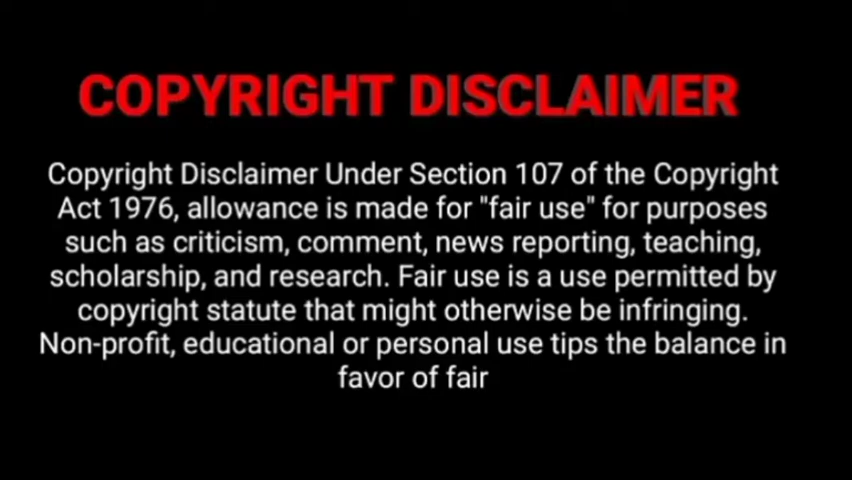 COPYRIGHT DISCLAIMER
Copyright Disclaimer Under Section 107 of the Copyright
Act 1976, allowance is made for "fair use" for purposes
such as criticism, comment, news reporting, teaching,
scholarship, and research. Fair use is a use permitted by
copyright statute that might otherwise be infringing.
Non-profit, educational or personal use tips the balance in
favor of fair